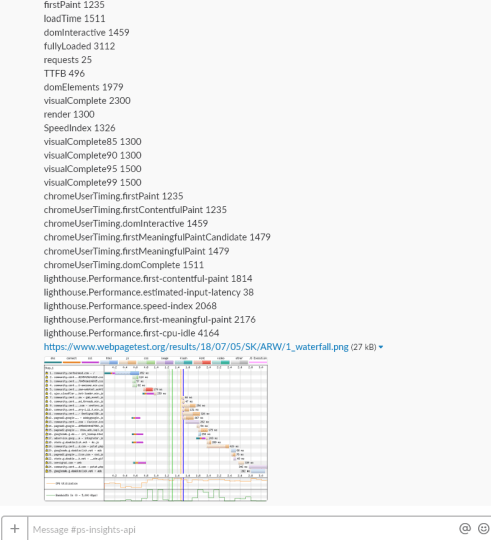 firstPaint 1235
loadTime 1511
domInteractive 1459
fullyLoaded 3112
requests 25
TTFB 496
domElements 1979
visualComplete 2300
render 1300
SpeedIndex 1326
visualComplete85 1300
visualComplete90 1300
visualComplete95 1500
visualComplete99 1500
chromeUserTiming.firstPaint 1235
chromeUserTiming.firstContentfulPaint 1235
chromeUserTiming.domInteractive 1459
chromeUserTiming.firstMeaningfulPaintCandidate 1479
chromeUserTiming.firstMeaningfulPaint 1479
chromeUserTiming.domComplete 1511
lighthouse.Performance.first-contentful-paint 1814
lighthouse.Performance.estimated-input-latency 38
lighthouse.Performance.speed-index 2068
lighthouse.Performance.first-meaningful-paint 2176
lighthouse.Performance.first-cpu-idle 4164
https://www.webpagetest.org/results/18/07/05/SK/ARW/1_waterfall.png (27 kB)
Message #ps-insights-api